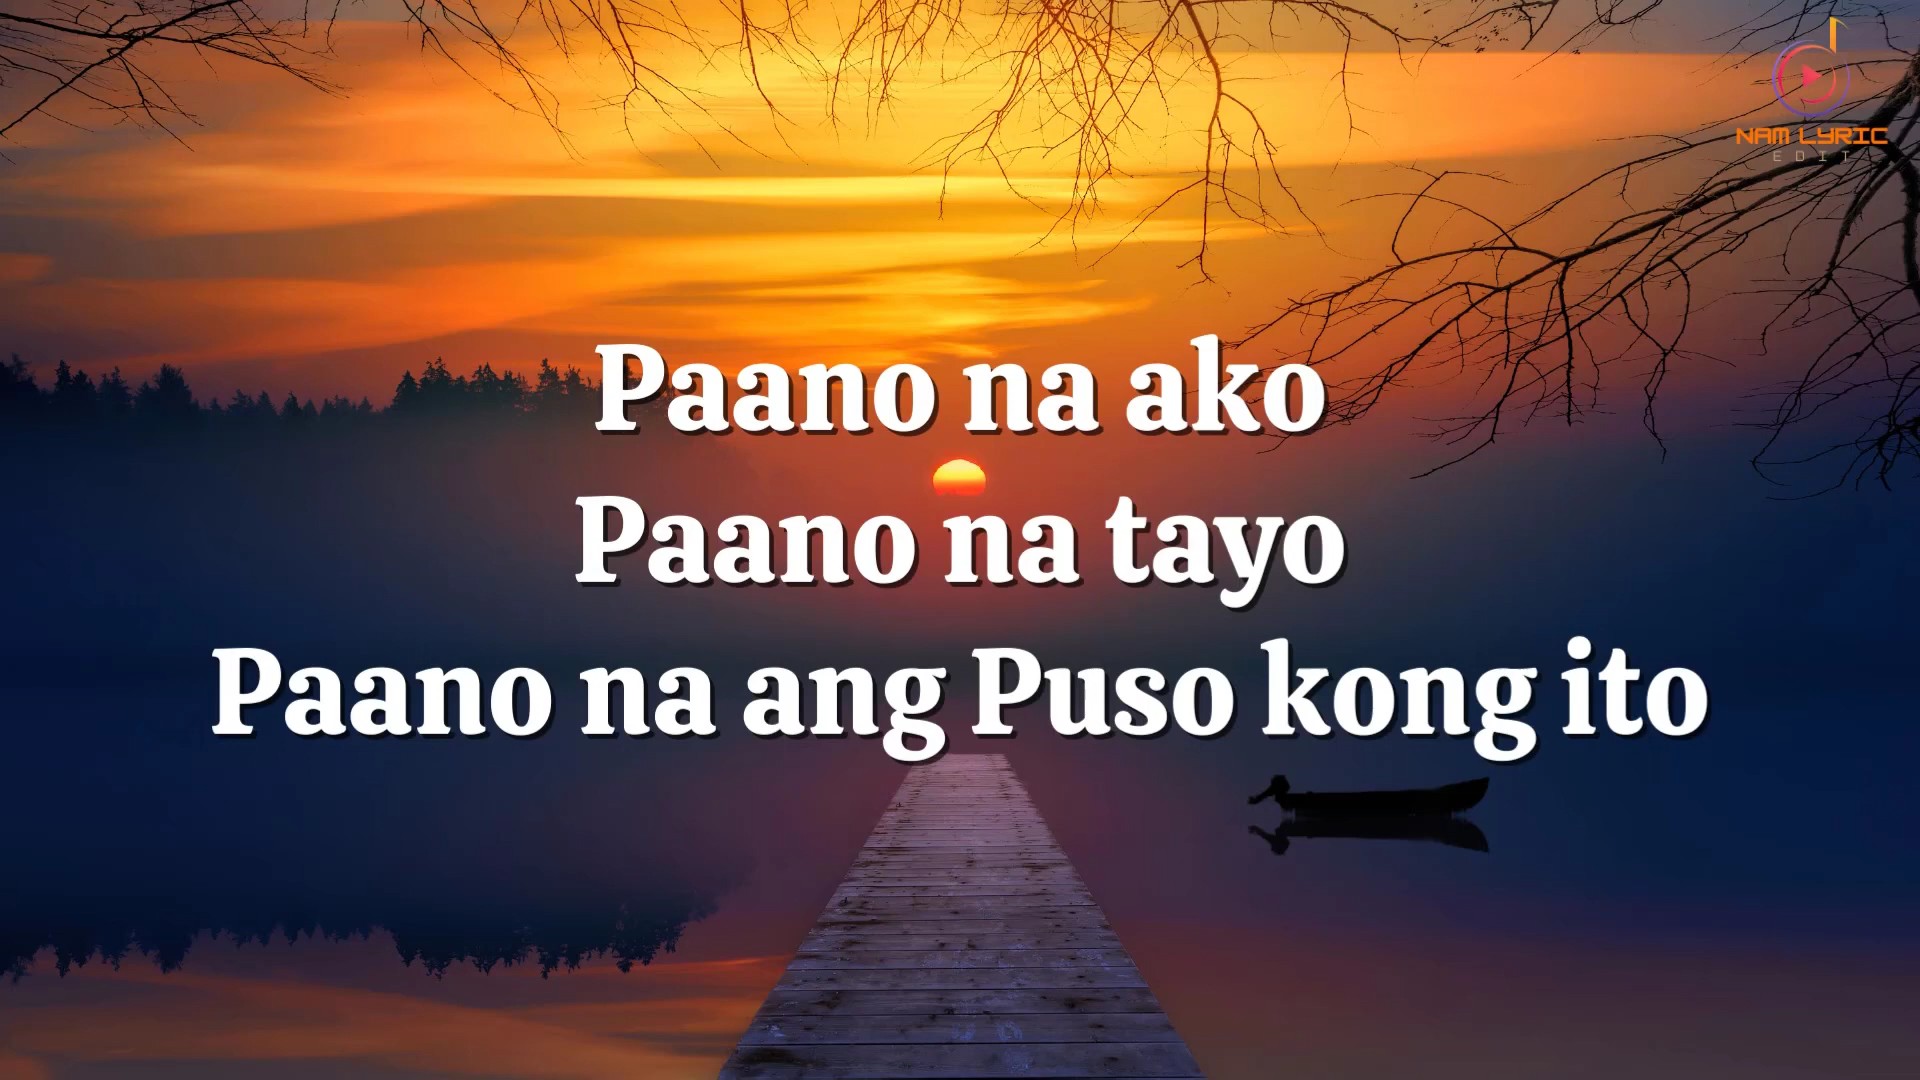 NAM LYRIC
EDIT
Paano na ako
Paano na tayo
Paano na ang Puso kong ito